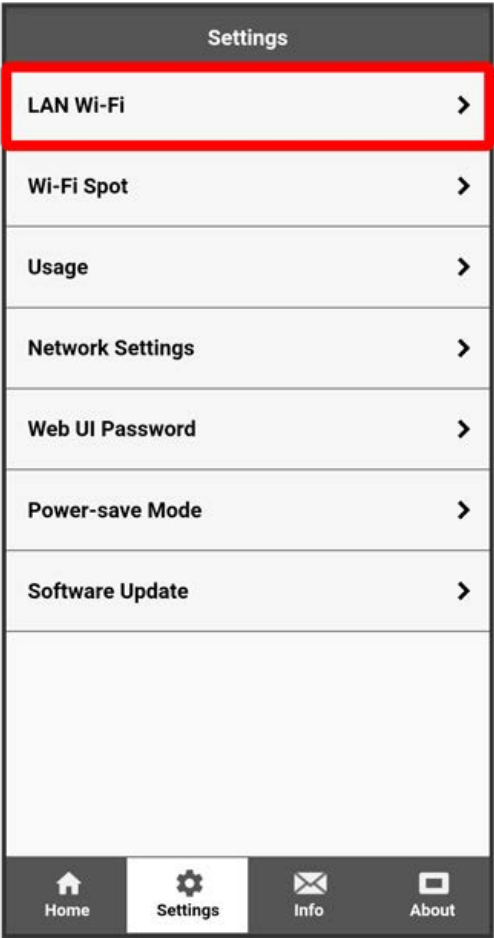 Settings
LAN Wi-Fi
Wi-Fi Spot
Usage
Network Settings
Web UI Password
Power-save Mode
Software Update
Home Settings Info About